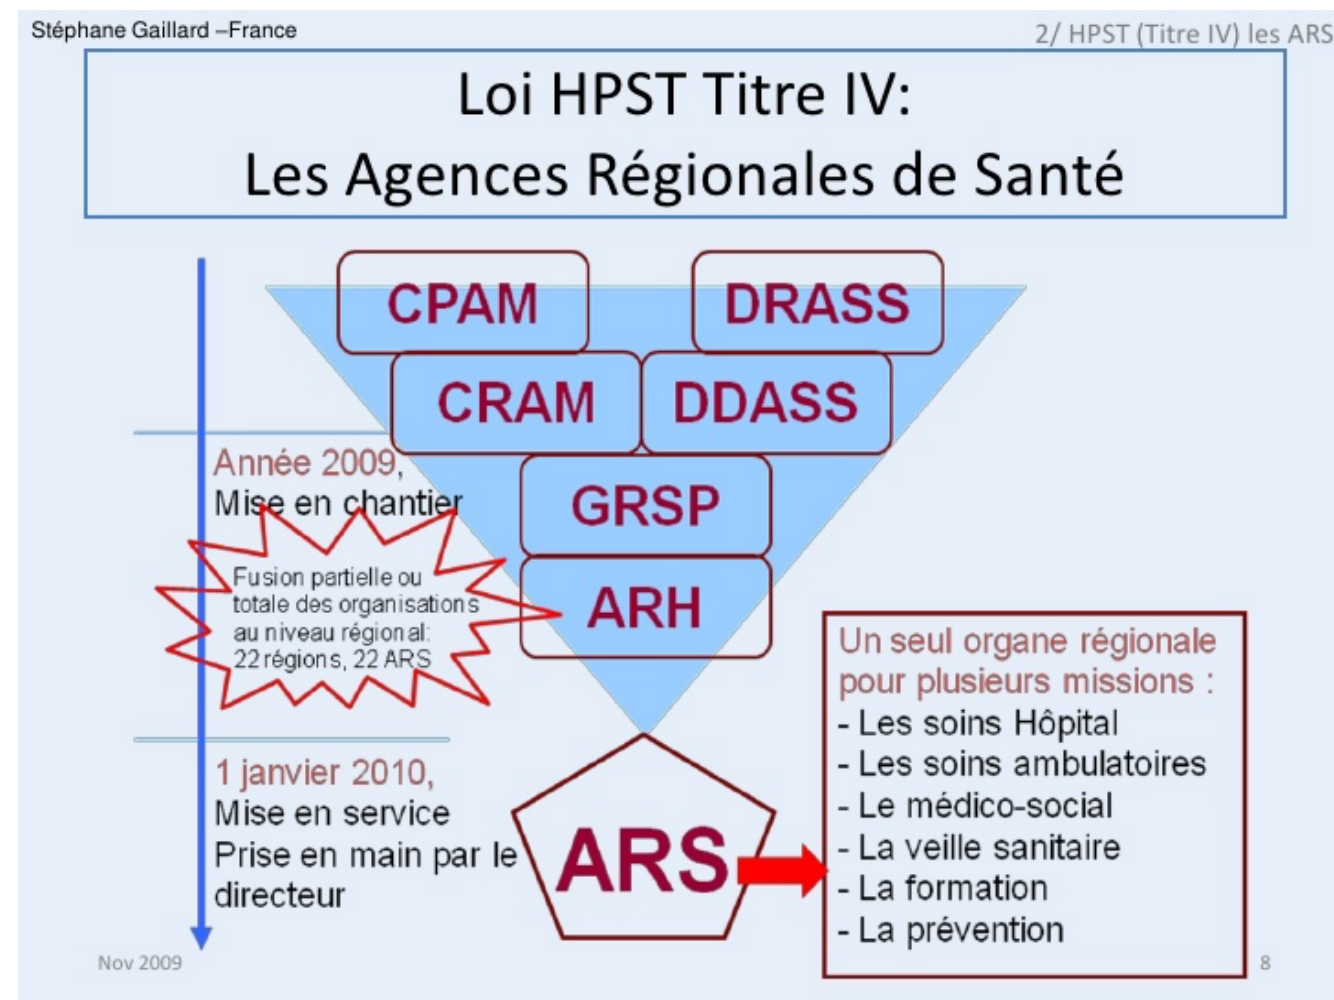 Stéphane Gaillard –France
2/ HPST (Titre IV) les ARS
Loi HPST Titre IV:
Les Agences Régionales de Santé
CPAM
DRASS
CRAM
DDASS
GRSP
ARH
Année 2009,
Mise en chantier
Fusion partielle ou
totale des organisations
au niveau régional:
22 régions, 22 ARS
1 janvier 2010,
Mise en service
Prise en main par le
directeur
ARS
Un seul organe régionale
pour plusieurs missions :
- Les soins Hôpital
- Les soins ambulatoires
- Le médico-social
- La veille sanitaire
- La formation
- La prévention
Nov 2009
8